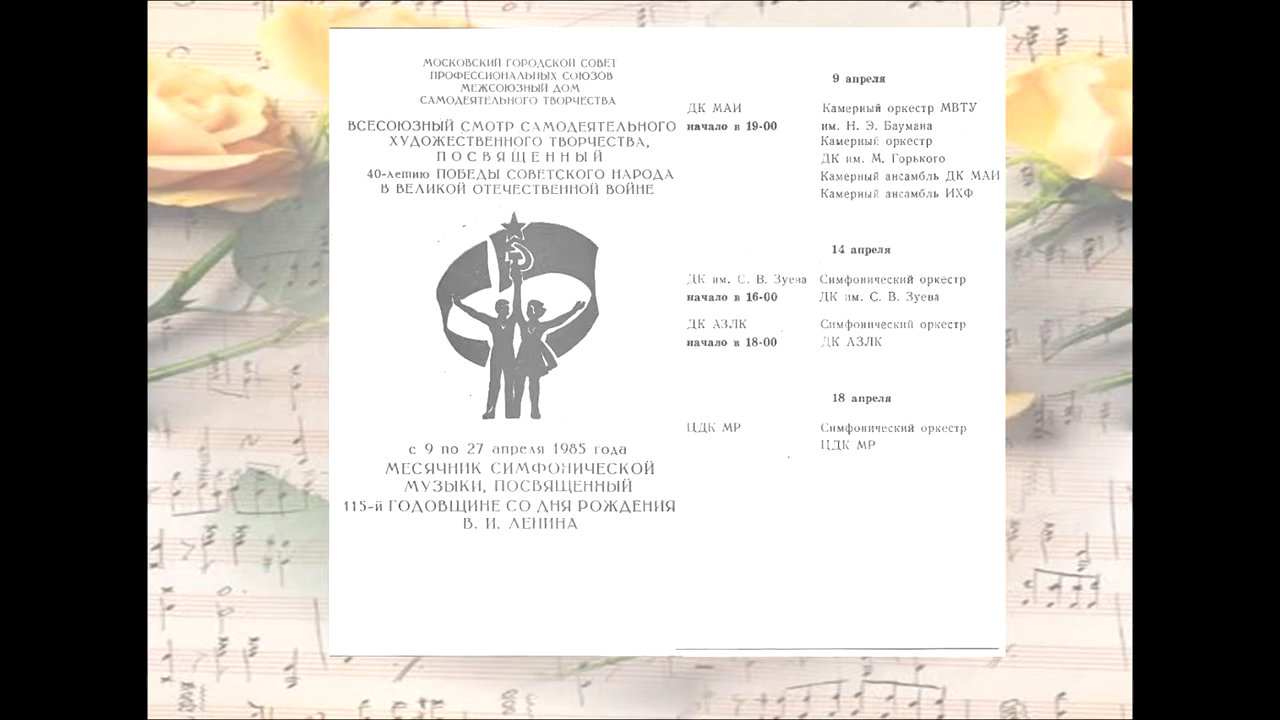 МОСКОВСКИЙ ГОРОДСКОЙ СОВЕТ
ПРОФЕССИОНАЛЬНЫХ СОЮЗОВ
МЕЖСОЮЗНЫЙ ДОМ
САМОДЕЯТЕЛЬНОГО ТВОРЧЕСТВА
ВСЕСОЮЗНЫЙ СМОТР САМОДЕЯТЕЛЬНОГО
ХУДОЖЕСТВЕННОГО ТВОРЧЕСТВА,
ПОСВЯЩЕННЫЙ
40-летию ПОБЕДЫ СОВЕТСКОГО НАРОДА
В ВЕЛИКОЙ ОТЕЧЕСТВЕННОЙ ВОЙНЕ
с 9 по 27 апреля 1985 года
МЕСЯЧНИК СИМФОНИЧЕСКОЙ
МУЗЫКИ, ПОСВЯЩЕННЫЙ
115-й ГОДОВЩИНЕ СО ДНЯ РОЖДЕНИЯ
В. И. ЛЕНИНА
9 апреля
ДК МАИ Камерный оркестр МВТУ
начало в 19-00 им. Н. Э. Баумана
Камерный оркестр
ДК им. М. Горького
Камерный ансамбль ДК МАИ
Камерный ансамбль ИХФ
14 апреля
ДК им. С. В. Зуева Симфонический оркестр
начало в 16-00 ДК им. С. В. Зуева
ДК АЗЛК Симфонический оркестр
начало в 18-00 ДК АЗЛК
18 апреля
ЦДК МР Симфонический оркестр
ЦДК МР